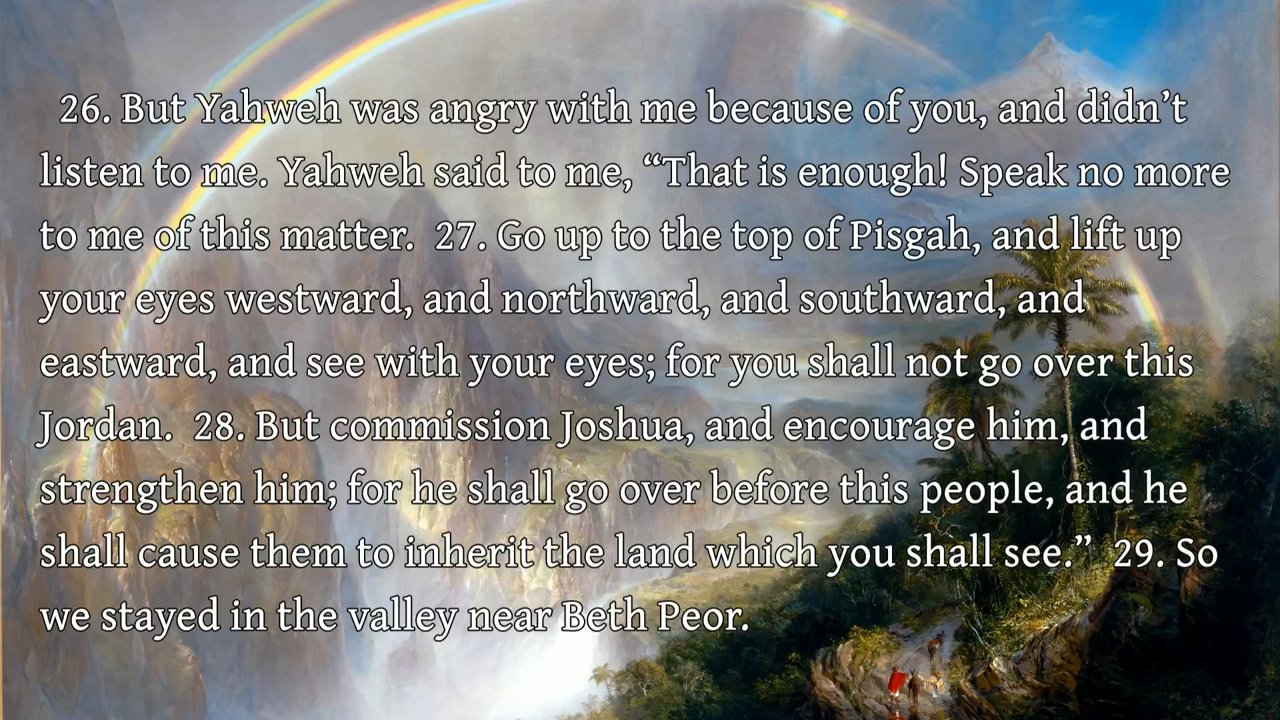 26. But Yahweh was angry with me because of you, and didn’t
listen to me. Yahweh said to me, “That is enough! Speak no more
to me of this matter.  27. Go up to the top of Pisgah, and lift up
your eyes westward, and northward, and southward, and
eastward, and see with your eyes; for you shall not go over this
Jordan.  28. But commission Joshua, and encourage him, and
strengthen him; for he shall go over before this people, and he
shall cause them to inherit the land which you shall see.”  29. So
we stayed in the valley near Beth Peor.